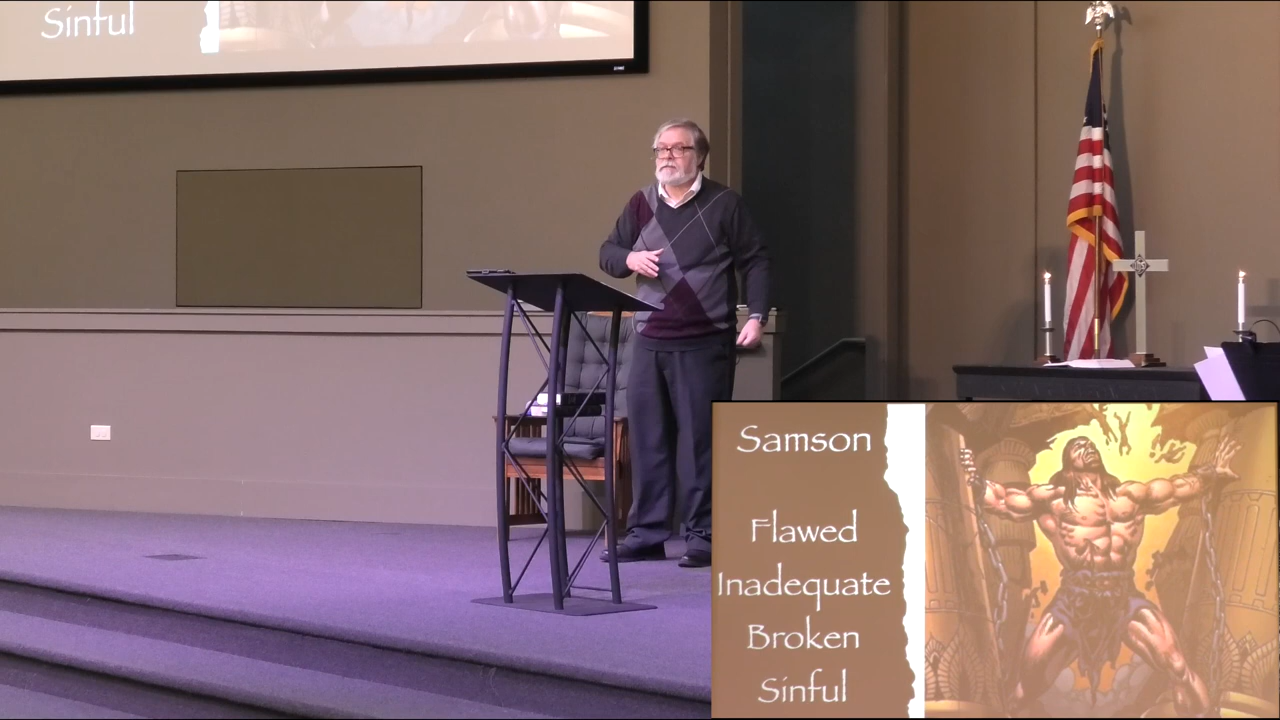 Sinful
Samson
Flawed
Inadequate
Broken
Sinful